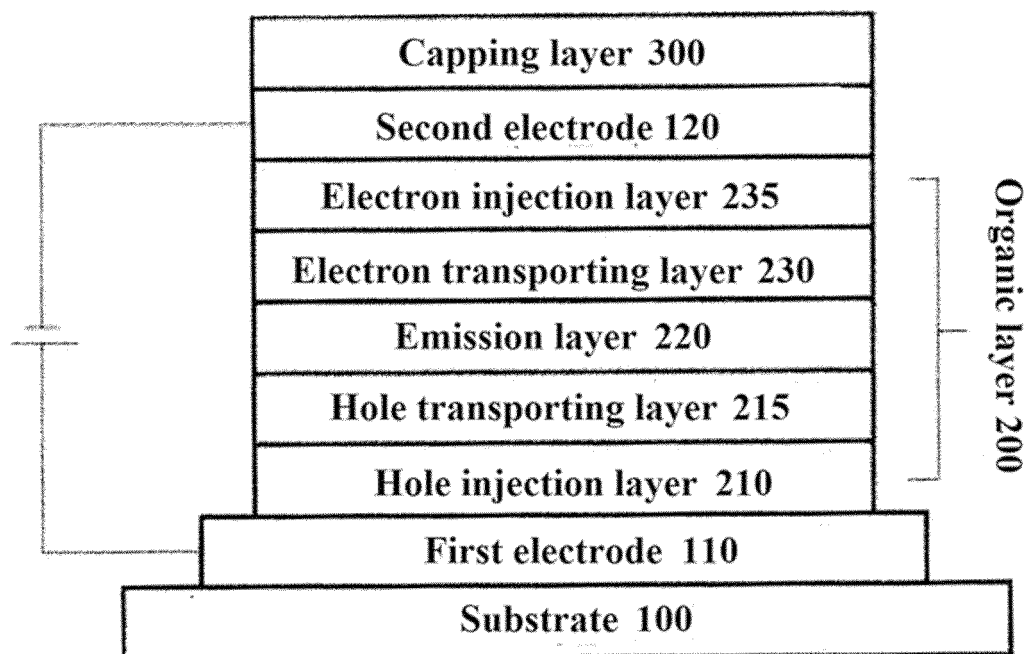 Capping layer 300
Second electrode 120
Electron injection layer 235
Electron transporting layer 230
Emission layer 220
Hole transporting layer 215
Hole injection layer 210
First electrode 110
Substrate 100
Organic layer 200